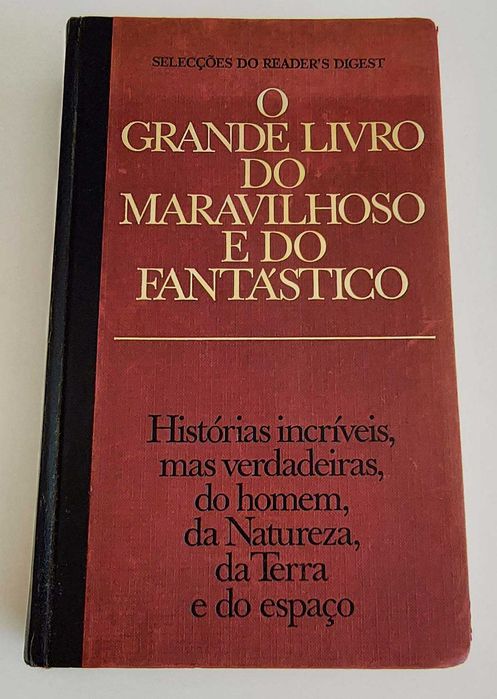 SELECÇÕES DO READER'S DIGEST
O
GRANDE LIVRO
DO
MARAVILHOSO
E DO
FANTÁSTICO
Histórias incríveis,
mas verdadeiras,
do homem,
da Natureza,
da Terra
e do espaço